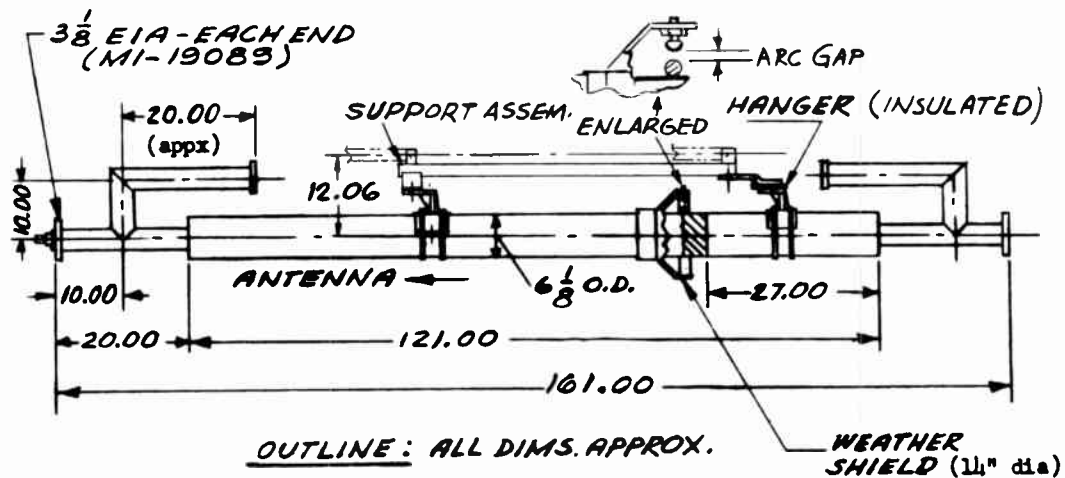 3 1/8 EIA - EACH END
(MI-19089)
ARC GAP
20.00
(appx)
SUPPORT ASSEM.
ENLARGED
HANGER (INSULATED)
10.00
12.06
ANTENNA
6 1/8 O.D.
27.00
10.00
20.00
121.00
161.00
OUTLINE: ALL DIMS. APPROX.
WEATHER
SHIELD (14" dia)